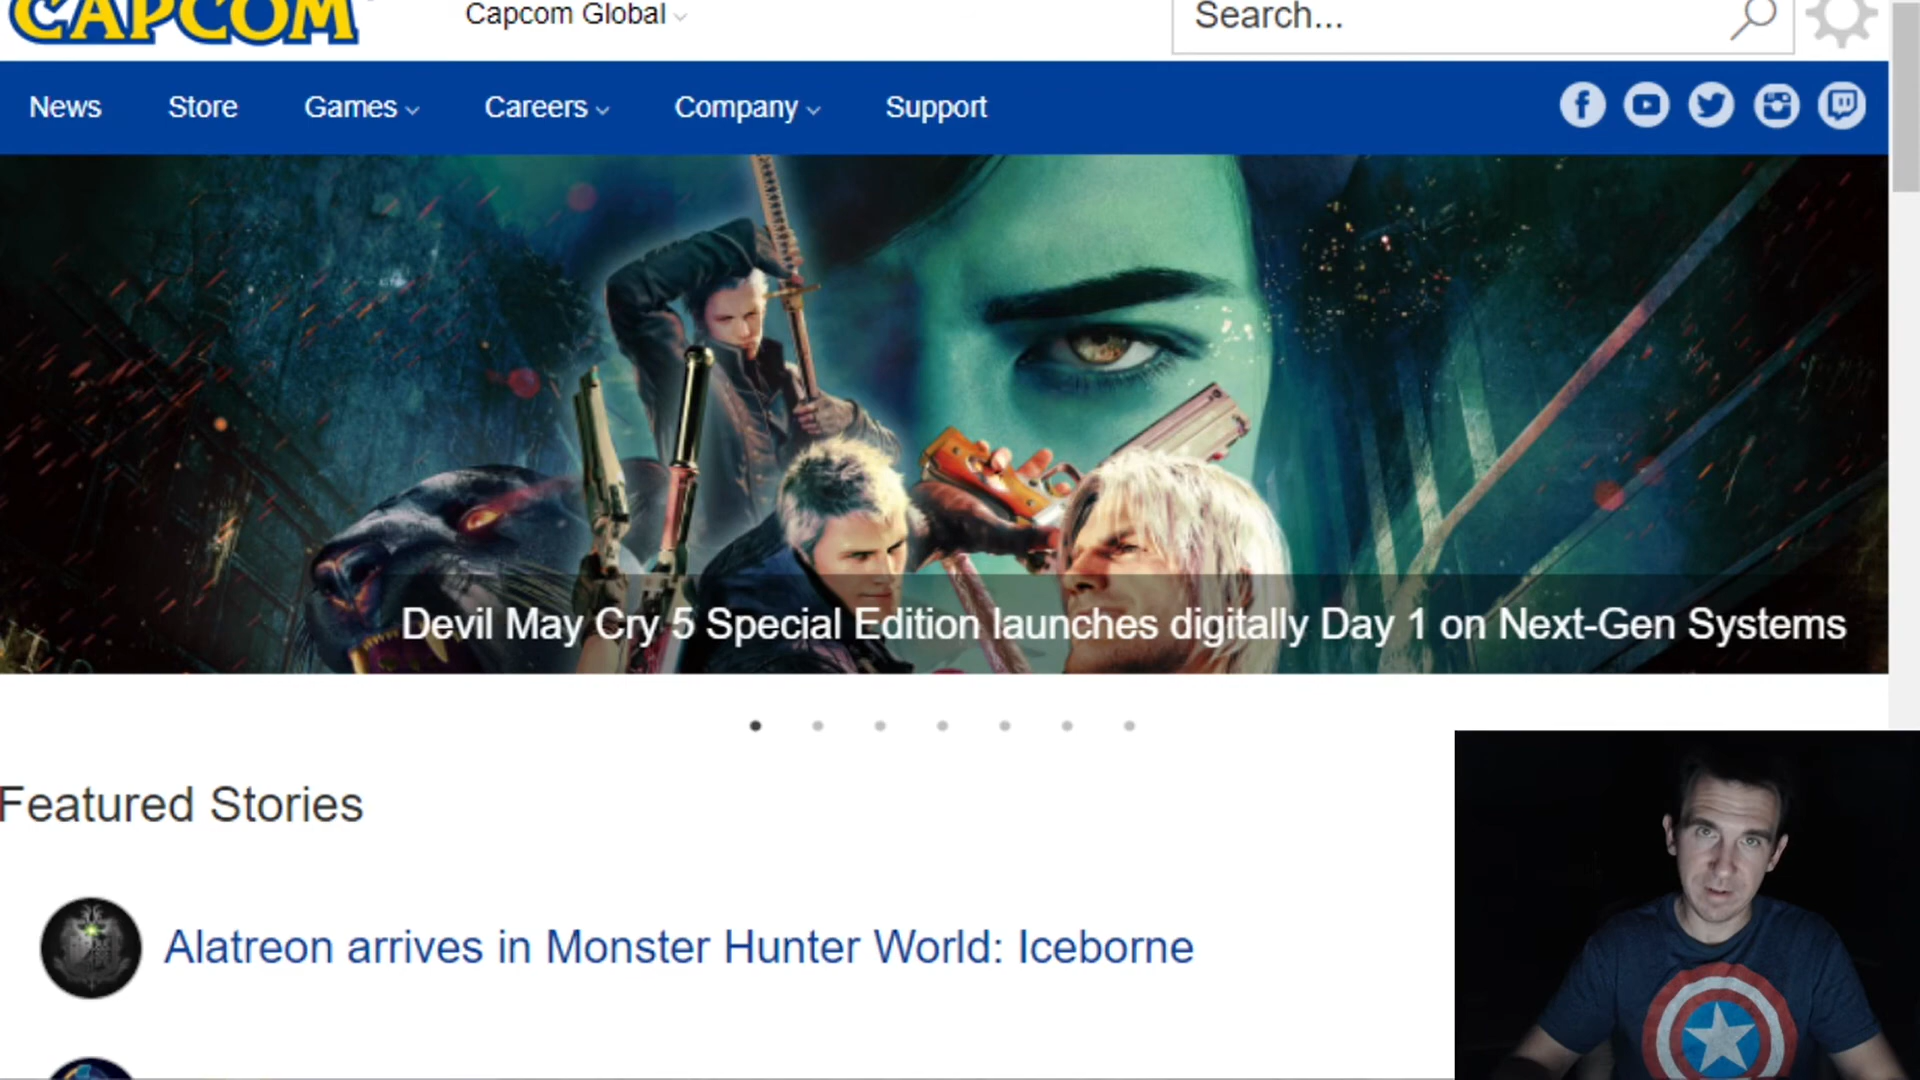 CAPCOM
Capcom Global
Search...
News Store Games Careers Company Support
Devil May Cry 5 Special Edition launches digitally Day 1 on Next-Gen Systems
Featured Stories
Alatreon arrives in Monster Hunter World: Iceborne